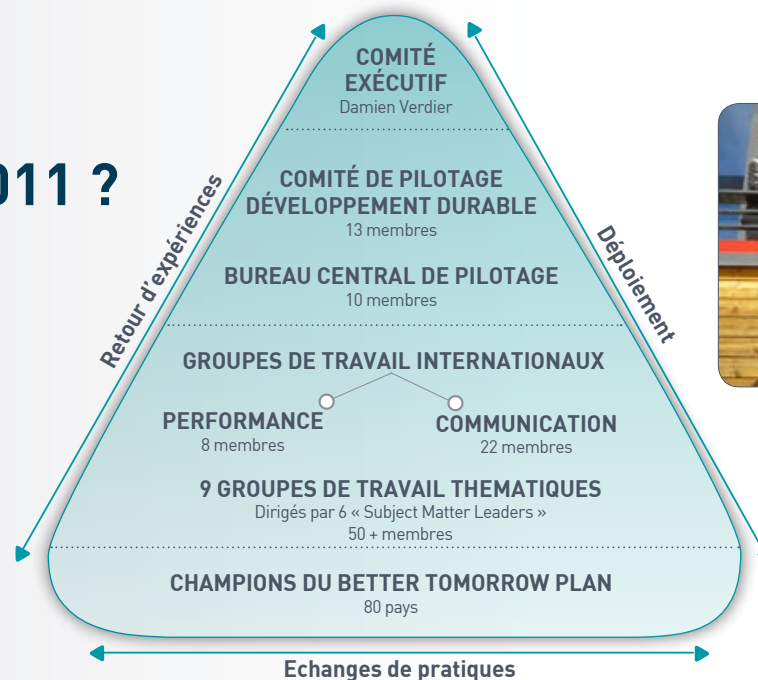 011 ?
COMITÉ
EXÉCUTIF
Damien Verdier
COMITÉ DE PILOTAGE
DÉVELOPPEMENT DURABLE
13 membres
BUREAU CENTRAL DE PILOTAGE
10 membres
Retour d'expériences
Déploiement
GROUPES DE TRAVAIL INTERNATIONAUX
PERFORMANCE
8 membres
COMMUNICATION
22 membres
9 GROUPES DE TRAVAIL THEMATIQUES
Dirigés par 6 « Subject Matter Leaders »
50 + membres
CHAMPIONS DU BETTER TOMORROW PLAN
80 pays
Echanges de pratiques